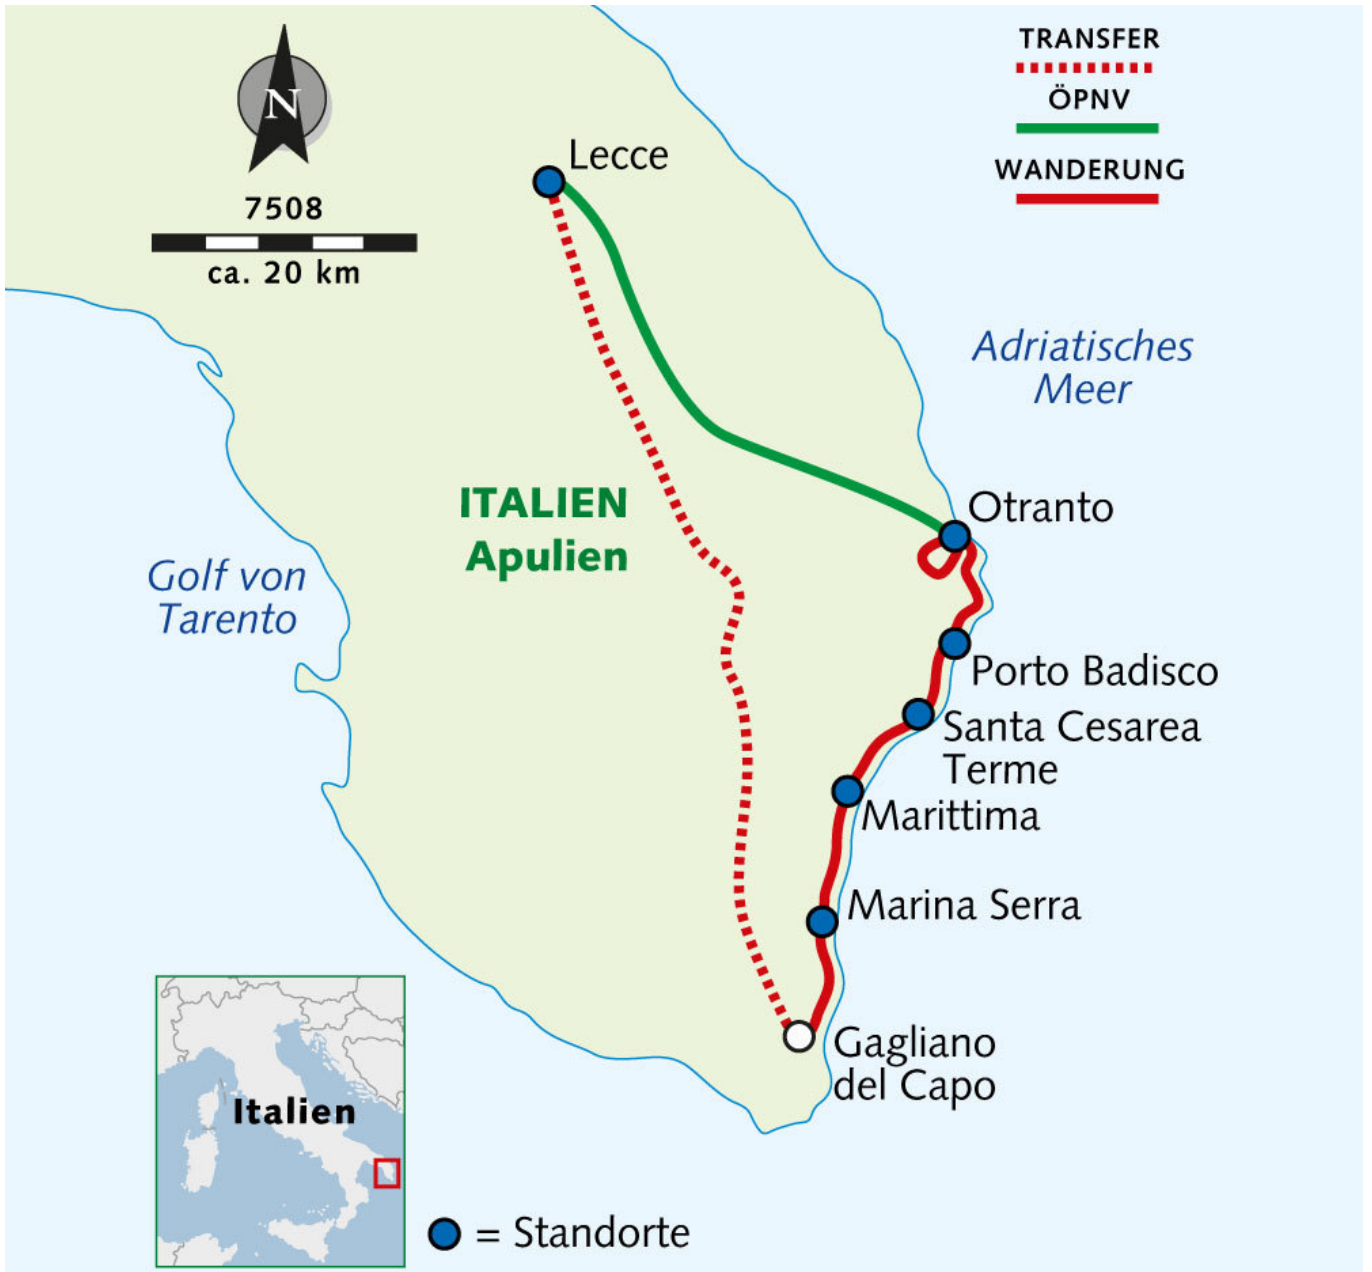 TRANSFER
ÖPNV
WANDERUNG
N
7508
ca. 20 km
Lecce
Adriatisches
Meer
ITALIEN
Apulien
Otranto
Golf von
Tarento
Porto Badisco
Santa Cesarea
Terme
Marittima
Marina Serra
Gagliano
del Capo
Italien
= Standorte